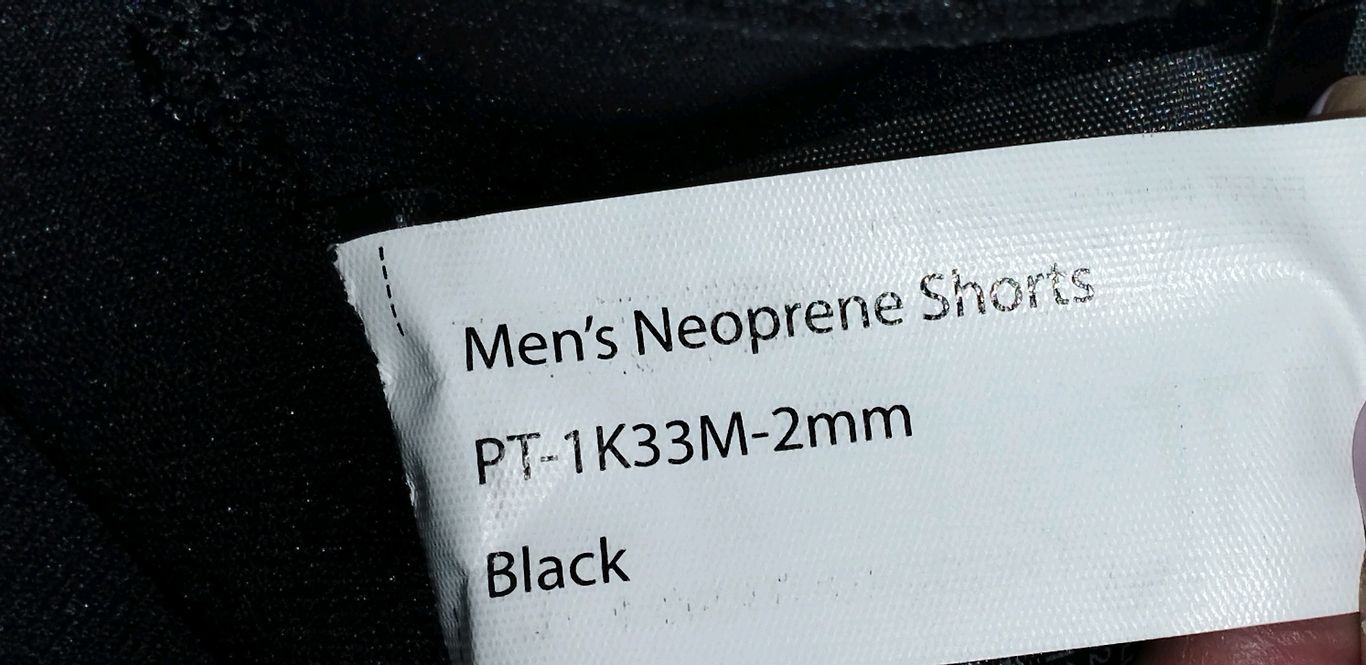 Men's Neoprene Shorts
PT-1K33M-2mm
Black